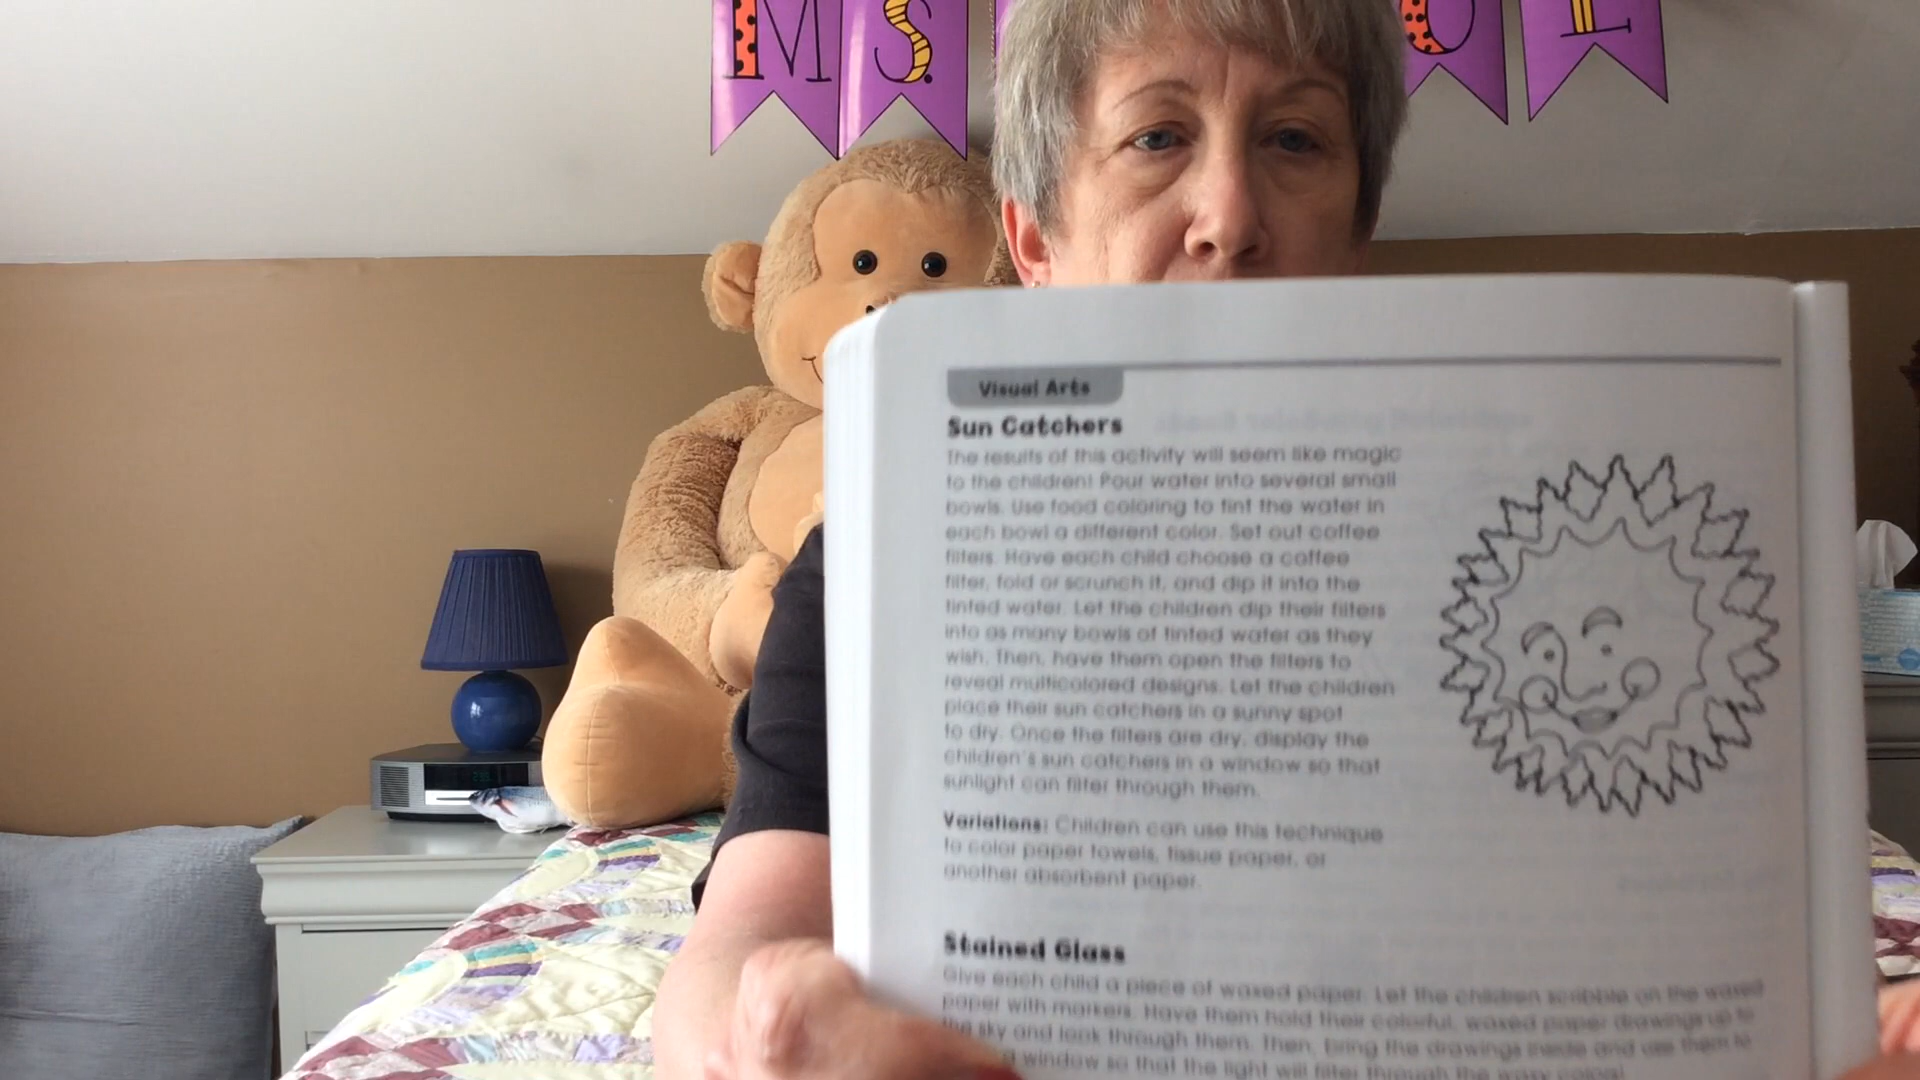 MS. OL
Visual Arts
Sun Catchers
The results of this activity will seem like magic
to the children! Pour water into several small
bowls. Use food coloring to tint the water in
each bowl a different color. Set out coffee
filters. Have each child choose a coffee
filter, fold or scrunch it, and dip it into the
tinted water. Let the children dip their filters
into as many bowls of tinted water as they
wish. Then, have them open the filters to
reveal multicolored designs. Let the children
place their sun catchers in a sunny spot
to dry. Once the filters are dry, display the
children's sun catchers in a window so that
sunlight can filter through them.
Variations: Children can use this technique
to color paper towels, tissue paper, or
another absorbent paper.
Stained Glass
Give each child a piece of waxed paper. Let the children scribble on the waxed
paper with markers. Have them hold their colorful, waxed paper drawings up to
the sky and look through them. Then, bring the drawings inside and use them to
window so that the light will filter through the waxy colors!